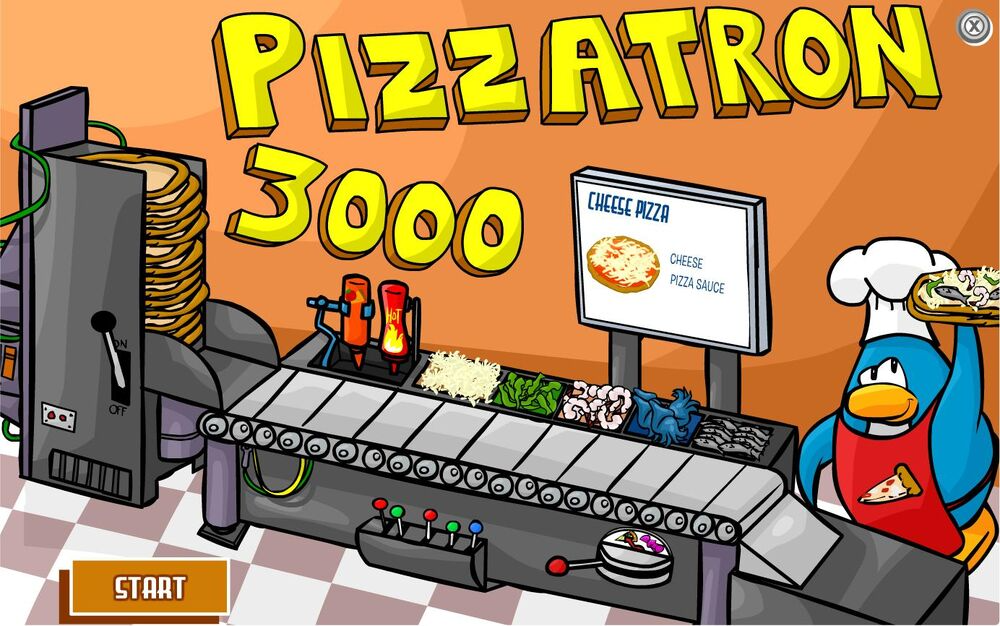 PIZZATRON
3000
CHEESE PIZZA
CHEESE
PIZZA SAUCE
HOT
ON
OFF
START
X